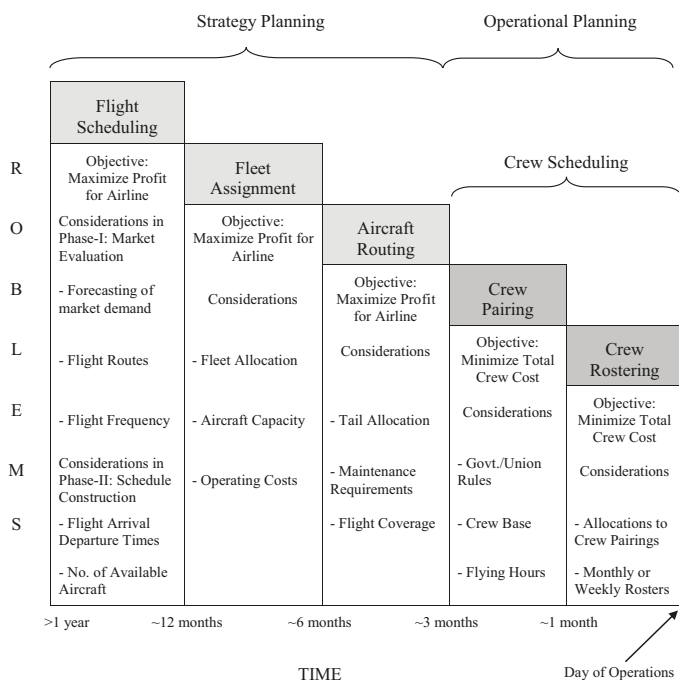 Strategy Planning
Operational Planning
Flight
Scheduling
Objective:
Maximize Profit
for Airline
Considerations in
Phase-I: Market
Evaluation
- Forecasting of
market demand
- Flight Routes
- Flight Frequency
Considerations in
Phase-II: Schedule
Construction
- Flight Arrival
Departure Times
- No. of Available
Aircraft
Fleet
Assignment
Objective:
Maximize Profit for
Airline
Considerations
- Fleet Allocation
- Aircraft Capacity
- Operating Costs
Aircraft
Routing
Objective:
Maximize Profit
for Airline
Considerations
- Tail Allocation
- Maintenance
Requirements
- Flight Coverage
Crew Scheduling
Crew
Pairing
Objective:
Minimize Total
Crew Cost
Considerations
- Govt./Union
Rules
- Crew Base
- Flying Hours
Crew
Rostering
Objective:
Minimize Total
Crew Cost
Considerations
- Allocations to
Crew Pairings
- Monthly or
Weekly Rosters
R
O
B
L
E
M
S
>1 year
~12 months
~6 months
~3 months
~1 month
TIME
Day of Operations